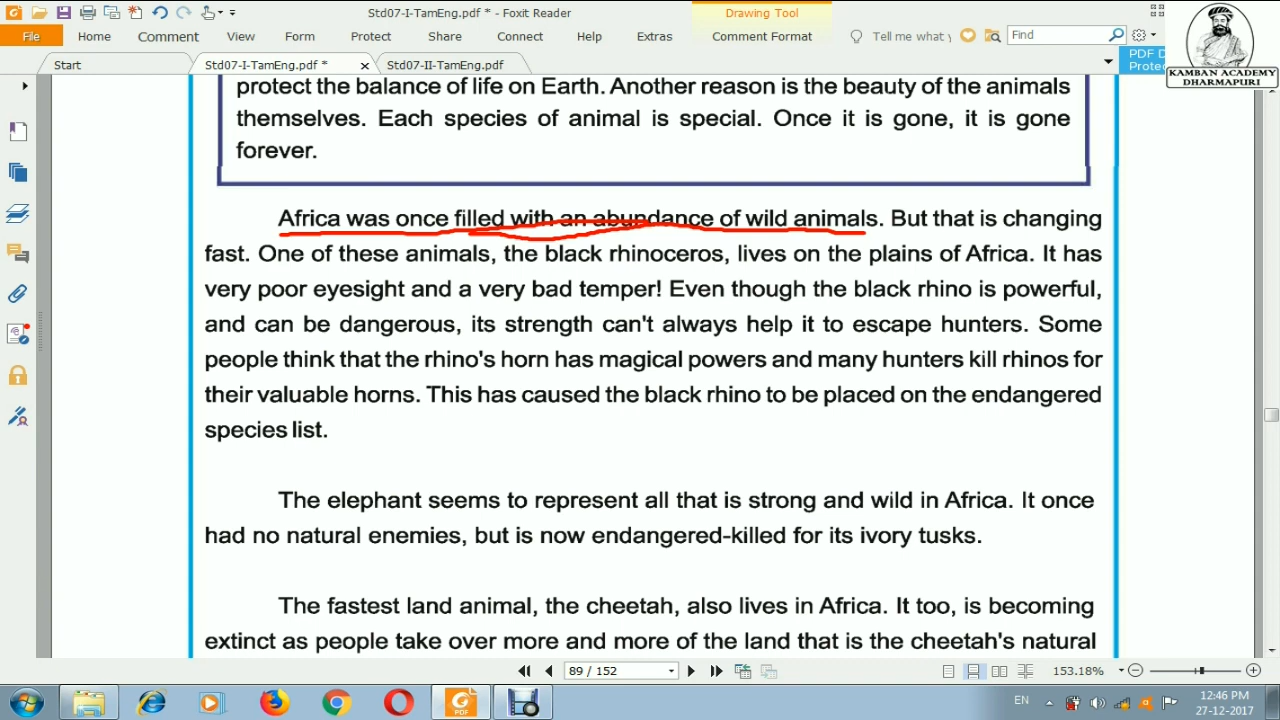 Std07-I-TamEng.pdf * - Foxit Reader
Drawing Tool
File
Home
Comment
View
Form
Protect
Share
Connect
Help
Extras
Comment Format
Tell me what y
Find
Start
Std07-I-TamEng.pdf *
Std07-II-TamEng.pdf
PDF D
Prote
KAMBAN ACADEMY
DHARMAPURI
protect the balance of life on Earth. Another reason is the beauty of the animals
themselves. Each species of animal is special. Once it is gone, it is gone
forever.
Africa was once filled with an abundance of wild animals. But that is changing
fast. One of these animals, the black rhinoceros, lives on the plains of Africa. It has
very poor eyesight and a very bad temper! Even though the black rhino is powerful,
and can be dangerous, its strength can't always help it to escape hunters. Some
people think that the rhino's horn has magical powers and many hunters kill rhinos for
their valuable horns. This has caused the black rhino to be placed on the endangered
species list.
The elephant seems to represent all that is strong and wild in Africa. It once
had no natural enemies, but is now endangered-killed for its ivory tusks.
The fastest land animal, the cheetah, also lives in Africa. It too, is becoming
extinct as people take over more and more of the land that is the cheetah's natural
89 / 152
153.18%
EN
12:46 PM
27-12-2017